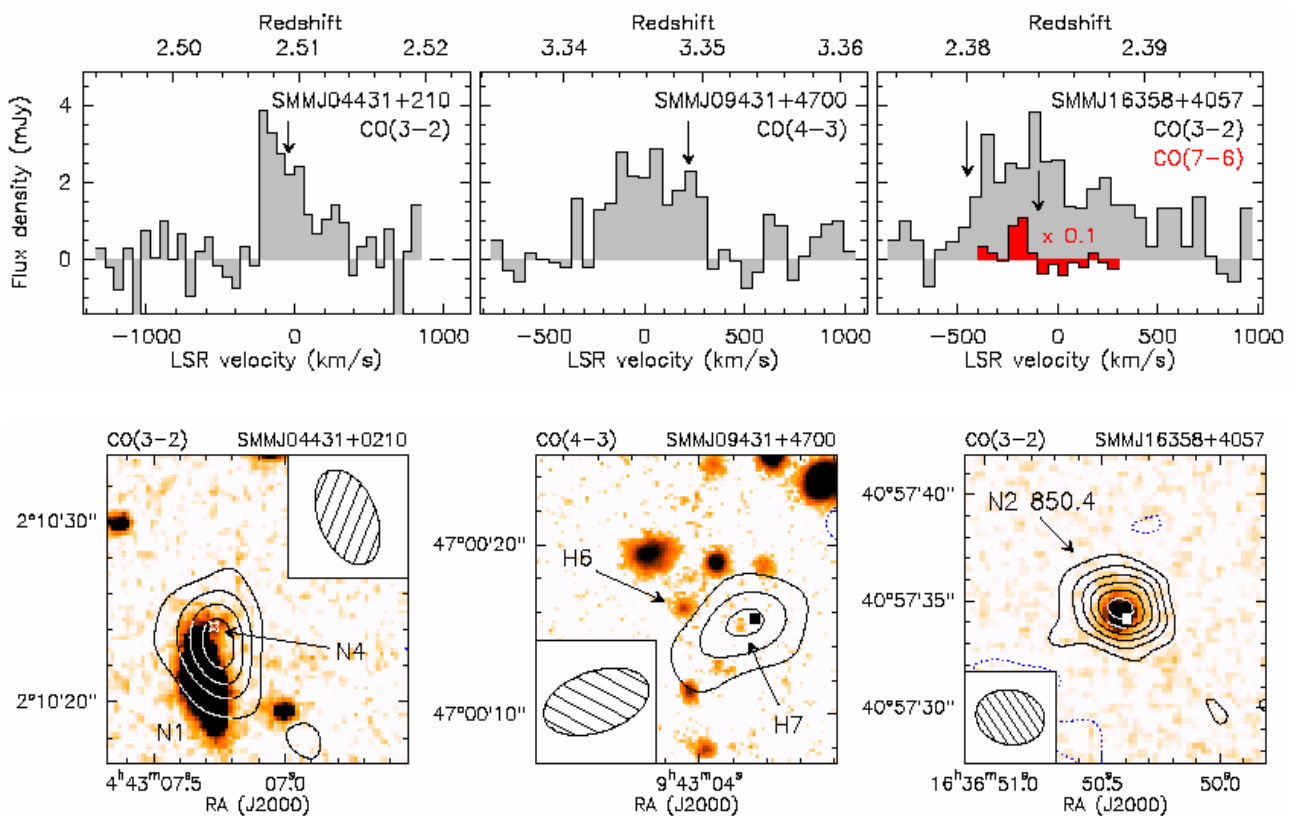 Redshift Redshift Redshift
2.50 2.51 2.52 3.34 3.35 3.36 2.38 2.39
SMMJ04431+210 SMMJ09431+4700 SMMJ16358+4057
CO(3-2) CO(4-3) CO(3-2)
CO(7-6)
x 0.1
Flux density (mJy)
4
2
0
-1000 0 1000 -500 0 500 1000 -500 0 500 1000
LSR velocity (km/s) LSR velocity (km/s) LSR velocity (km/s)
CO(3-2) SMMJ04431+0210 CO(4-3) SMMJ09431+4700 CO(3-2) SMMJ16358+4057
2°10'30"
2°10'20"
N4
N1
4ʰ43ᵐ07ˢ.5 07ˢ.0
RA (J2000)
47°00'20"
47°00'10"
H6
H7
9ʰ43ᵐ04ˢ
RA (J2000)
40°57'40"
40°57'35"
40°57'30"
N2 850.4
16ʰ36ᵐ51ˢ.0 50ˢ.5 50ˢ.0
RA (J2000)